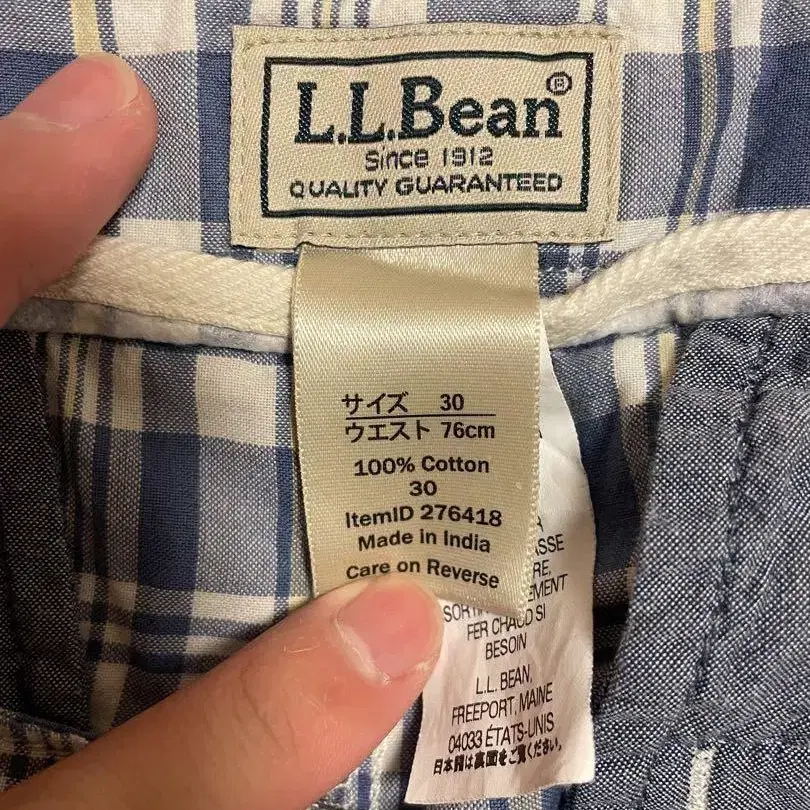 L.L.Bean®
Since 1912
QUALITY GUARANTEED
サイズ 30
ウエスト 76cm
100% Cotton
30
ItemID 276418
Made in India
Care on Reverse
FER CHAUD SI
BESOIN
L.L. BEAN,
FREEPORT, MAINE
04033 ÉTATS-UNIS
日本語は裏面をご覧ください。